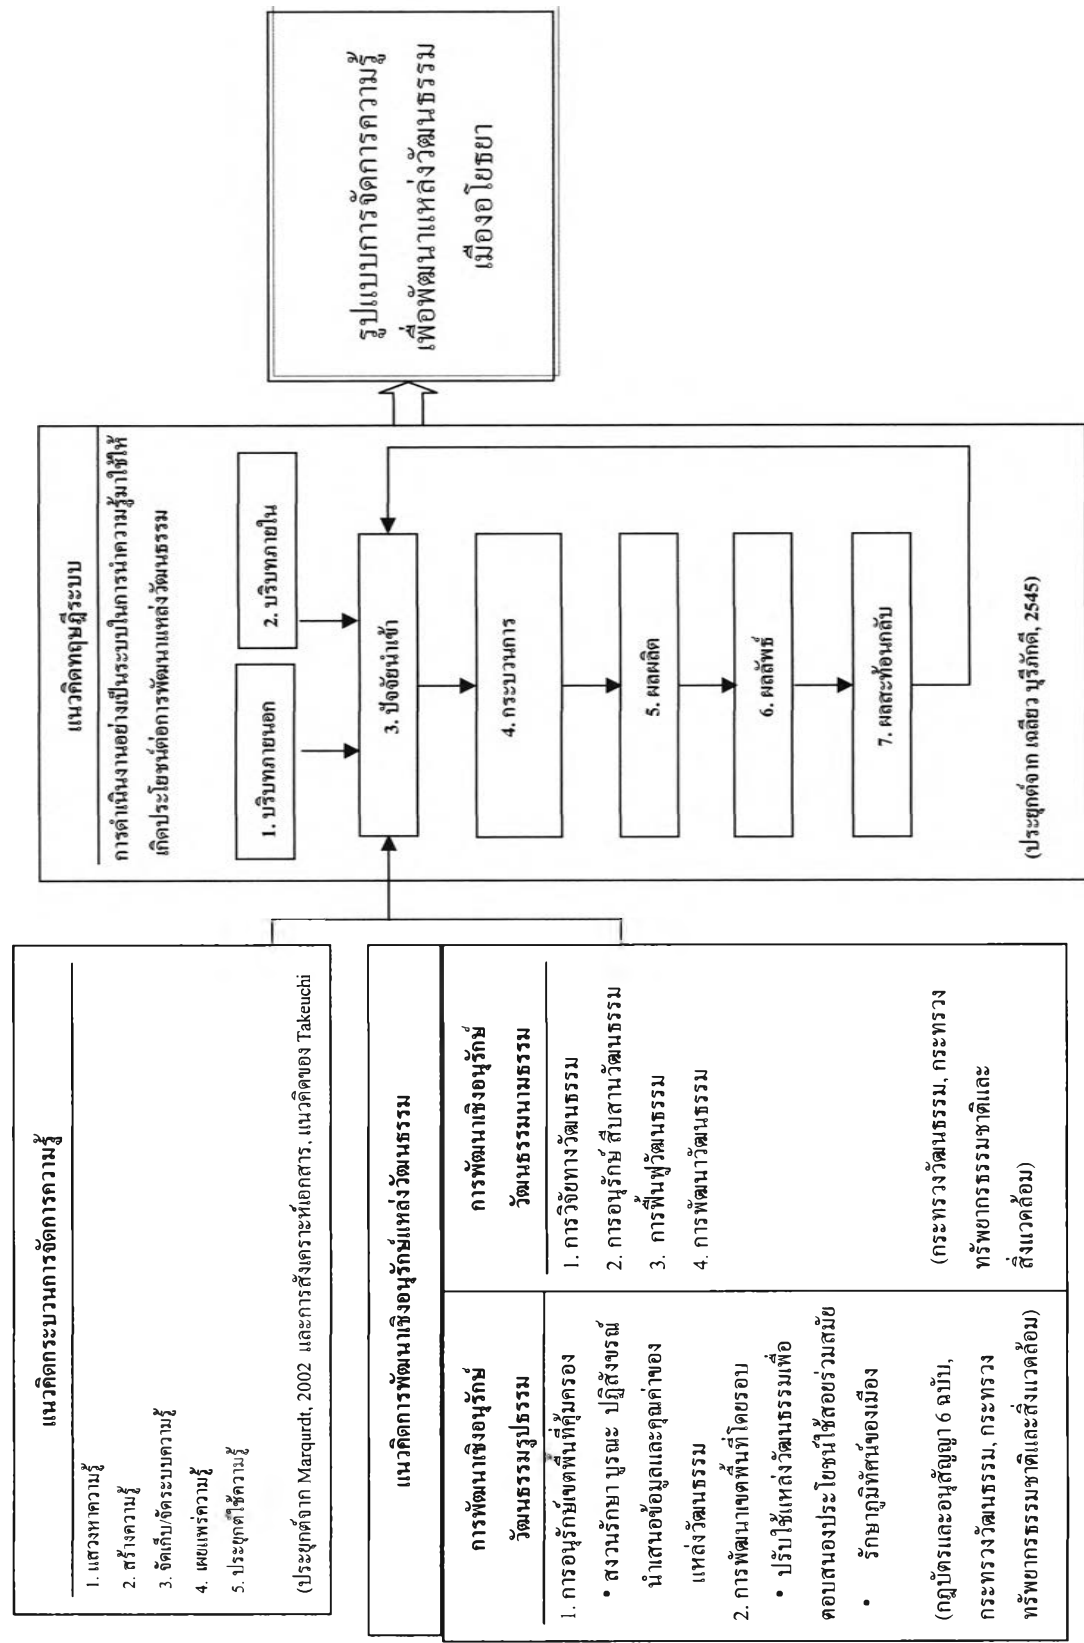 แนวคิดกระบวนการจัดการความรู้
1. แสวงหาความรู้
2. สร้างความรู้
3. จัดเก็บ/จัดระบบความรู้
4. เผยแพร่ความรู้
5. ประยุกต์ใช้ความรู้
(ประยุกต์จาก Marqurdt, 2002 และการสังเคราะห์เอกสาร, แนวคิดของ Takeuchi
แนวคิดการพัฒนาเชิงอนุรักษ์แหล่งวัฒนธรรม
การพัฒนาเชิงอนุรักษ์
วัฒนธรรมรูปธรรม
1. การอนุรักษ์เขตพื้นที่คุ้มครอง
• สงวนรักษา บูรณะ ปฏิสังขรณ์
นำเสนอข้อมูลและคุณค่าของ
แหล่งวัฒนธรรม
2. การพัฒนาเขตพื้นที่โดยรอบ
• ปรับใช้แหล่งวัฒนธรรมเพื่อ
ตอบสนองประโยชน์ใช้สอยร่วมสมัย
• รักษาภูมิทัศน์ของเมือง
(กฎบัตรและอนุสัญญา 6 ฉบับ,
กระทรวงวัฒนธรรม, กระทรวง
ทรัพยากรธรรมชาติและสิ่งแวดล้อม)
การพัฒนาเชิงอนุรักษ์
วัฒนธรรมนามธรรม
1. การวิจัยทางวัฒนธรรม
2. การอนุรักษ์ สืบสานวัฒนธรรม
3. การฟื้นฟูวัฒนธรรม
4. การพัฒนาวัฒนธรรม
(กระทรวงวัฒนธรรม, กระทรวง
ทรัพยากรธรรมชาติและ
สิ่งแวดล้อม)
แนวคิดทฤษฎีระบบ
การดำเนินงานอย่างเป็นระบบในการนำความรู้มาใช้ให้
เกิดประโยชน์ต่อการพัฒนาแหล่งวัฒนธรรม
1. บริบทภายนอก
2. บริบทภายใน
3. ปัจจัยนำเข้า
4. กระบวนการ
5. ผลผลิต
6. ผลลัพธ์
7. ผลสะท้อนกลับ
(ประยุกต์จาก เฉลียว บุรีภักดี, 2545)
รูปแบบการจัดการความรู้
เพื่อพัฒนาแหล่งวัฒนธรรม
เมืองอโยธยา